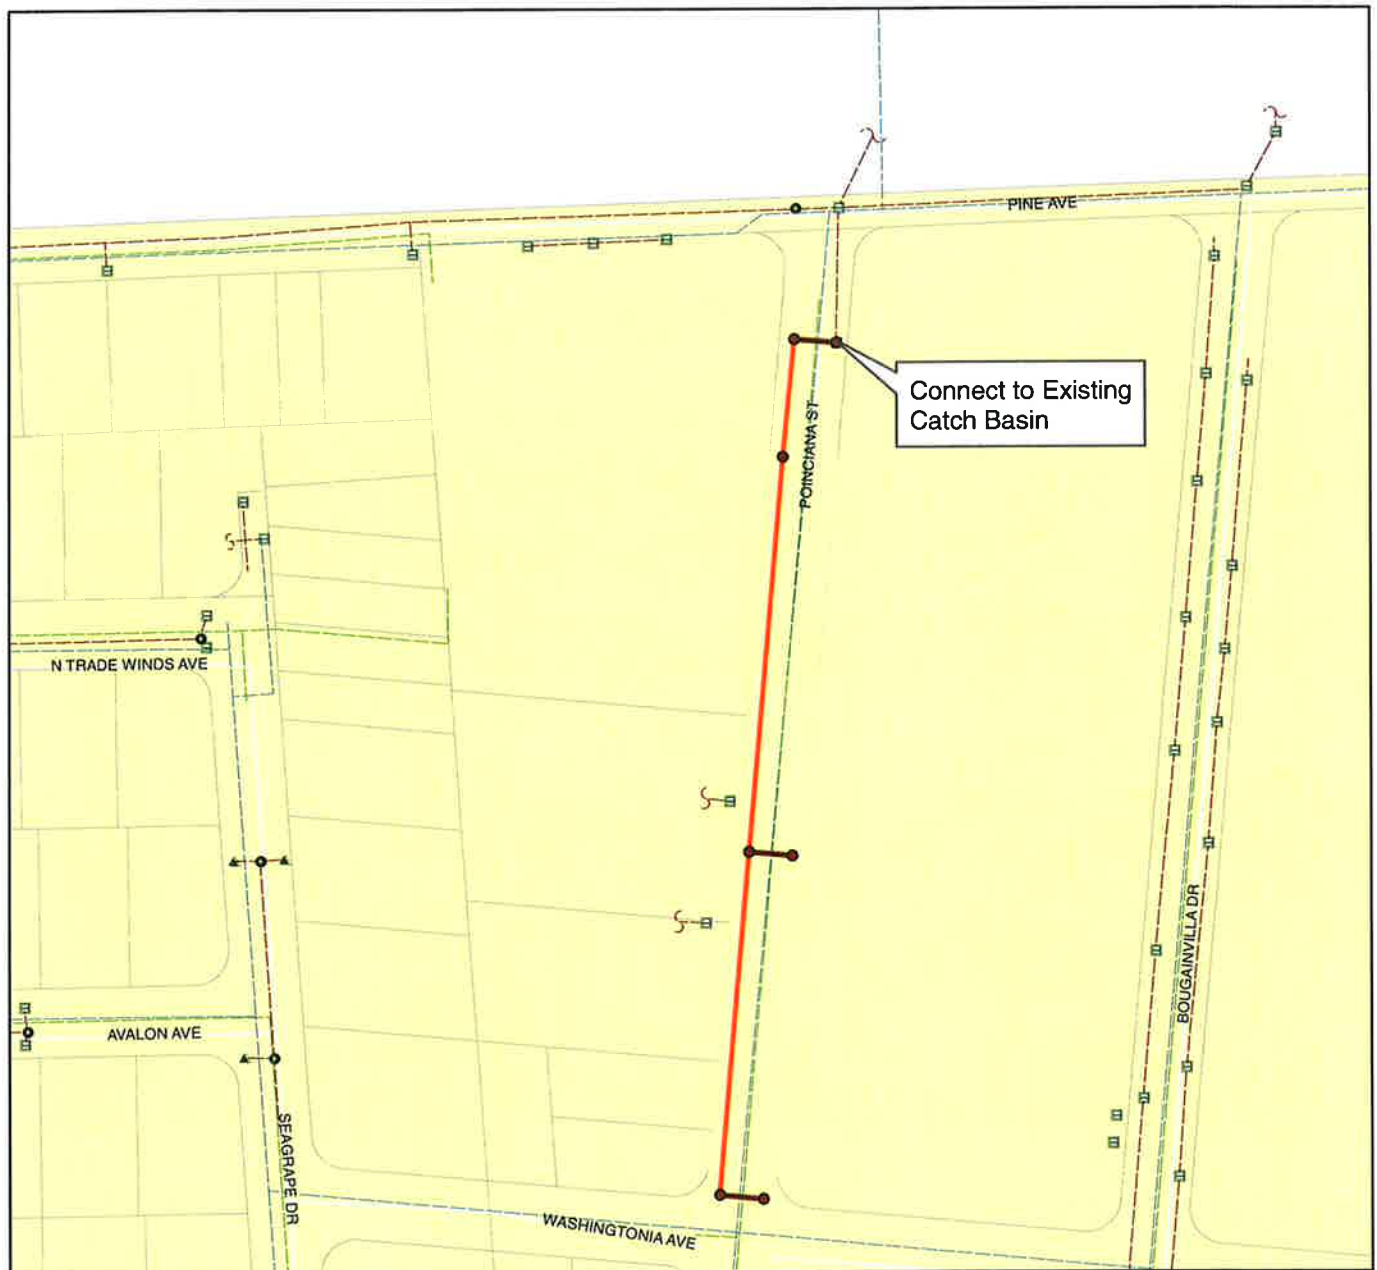 PINE AVE
Connect to Existing
Catch Basin
POINCIANA ST
N TRADE WINDS AVE
BOUGAINVILLA DR
AVALON AVE
SEAGRAPE DR
WASHINGTONIA AVE